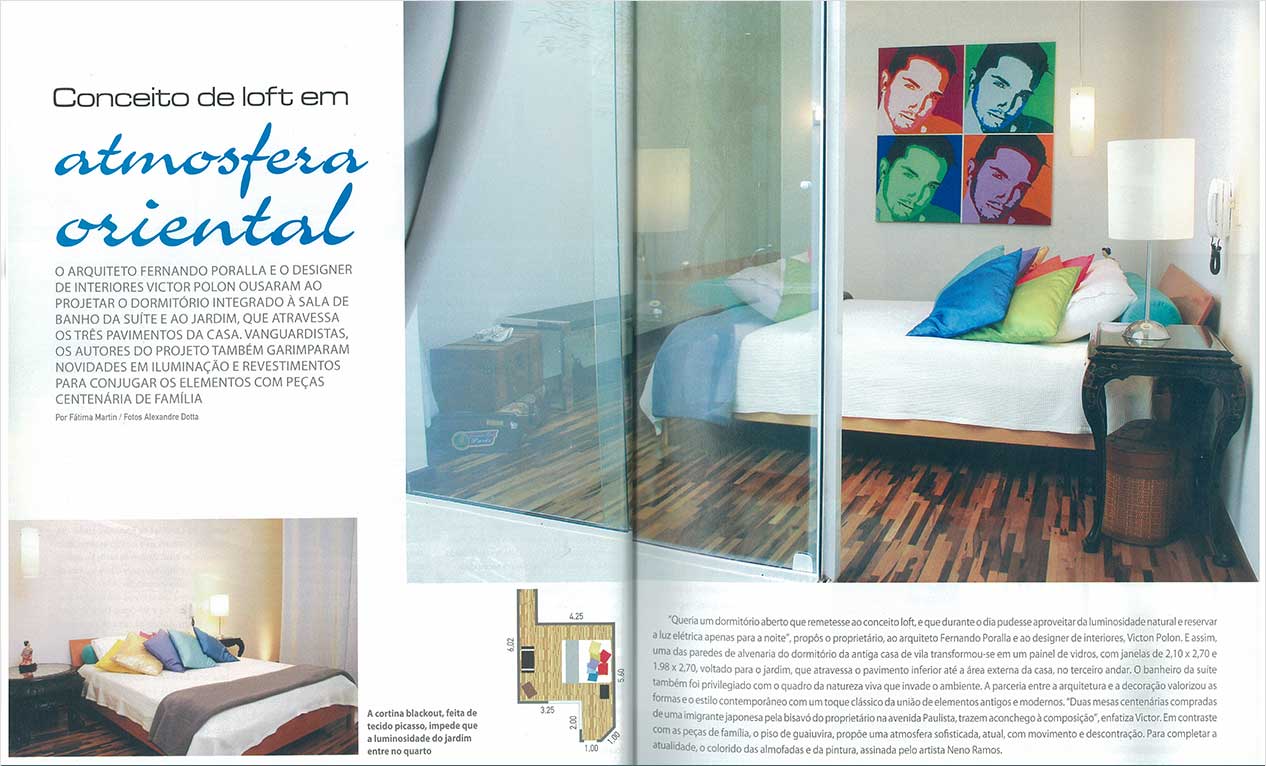 Conceito de loft em
atmosfera
oriental
O ARQUITETO FERNANDO PORALLA E O DESIGNER
DE INTERIORES VICTOR POLON OUSARAM AO
PROJETAR O DORMITÓRIO INTEGRADO À SALA DE
BANHO DA SUÍTE E AO JARDIM, QUE ATRAVESSA
OS TRÊS PAVIMENTOS DA CASA. VANGUARDISTAS,
OS AUTORES DO PROJETO TAMBÉM GARIMPARAM
NOVIDADES EM ILUMINAÇÃO E REVESTIMENTOS
PARA CONJUGAR OS ELEMENTOS COM PEÇAS
CENTENÁRIA DE FAMÍLIA
Por Fátima Martin / Fotos Alexandre Dotta
A cortina blackout, feita de
tecido picasso, impede que
a luminosidade do jardim
entre no quarto
4.25
6,02
5.60
3.25
2.00
1,00
1,00
"Queria um dormitório aberto que remetesse ao conceito loft, e que durante o dia pudesse aproveitar da luminosidade natural e reservar
a luz elétrica apenas para a noite", propôs o proprietário, ao arquiteto Fernando Poralla e ao designer de interiores, Victon Polon. E assim,
uma das paredes de alvenaria do dormitório da antiga casa de vila transformou-se em um painel de vidros, com janelas de 2,10 x 2,70 e
1.98 x 2,70, voltado para o jardim, que atravessa o pavimento inferior até a área externa da casa, no terceiro andar. O banheiro da suíte
também foi privilegiado com o quadro da natureza viva que invade o ambiente. A parceria entre a arquitetura e a decoração valorizou as
formas e o estilo contemporâneo com um toque clássico da união de elementos antigos e modernos. "Duas mesas centenárias compradas
de uma imigrante japonesa pela bisavó do proprietário na avenida Paulista, trazem aconchego à composição", enfatiza Victor. Em contraste
com as peças de família, o piso de guaiuvira, propõe uma atmosfera sofisticada, atual, com movimento e descontração. Para completar a
atualidade, o colorido das almofadas e da pintura, assinada pelo artista Neno Ramos.